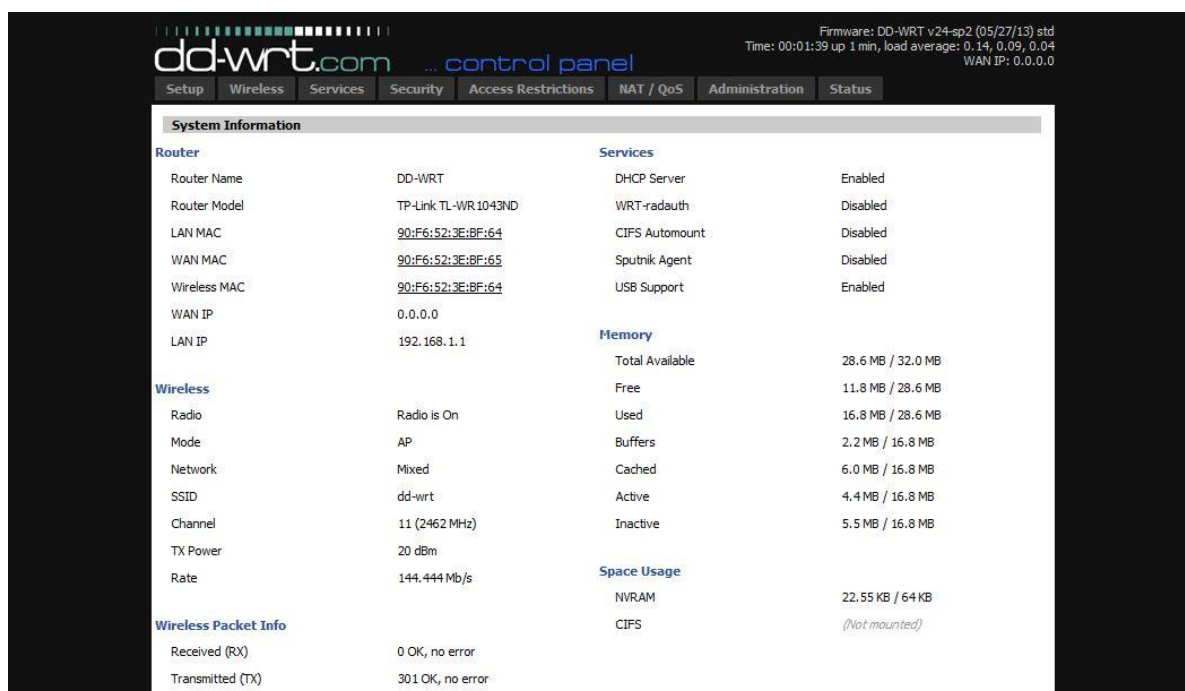 dd-wrt.com ... control panel
Firmware: DD-WRT v24-sp2 (05/27/13) std
Time: 00:01:39 up 1 min, load average: 0.14, 0.09, 0.04
WAN IP: 0.0.0.0
Setup Wireless Services Security Access Restrictions NAT / QoS Administration Status
System Information
Router
Router Name DD-WRT
Router Model TP-Link TL-WR1043ND
LAN MAC 90:F6:52:3E:BF:64
WAN MAC 90:F6:52:3E:BF:65
Wireless MAC 90:F6:52:3E:BF:64
WAN IP 0.0.0.0
LAN IP 192.168.1.1
Wireless
Radio Radio is On
Mode AP
Network Mixed
SSID dd-wrt
Channel 11 (2462 MHz)
TX Power 20 dBm
Rate 144.444 Mb/s
Wireless Packet Info
Received (RX) 0 OK, no error
Transmitted (TX) 301 OK, no error
Services
DHCP Server Enabled
WRT-radauth Disabled
CIFS Automount Disabled
Sputnik Agent Disabled
USB Support Enabled
Memory
Total Available 28.6 MB / 32.0 MB
Free 11.8 MB / 28.6 MB
Used 16.8 MB / 28.6 MB
Buffers 2.2 MB / 16.8 MB
Cached 6.0 MB / 16.8 MB
Active 4.4 MB / 16.8 MB
Inactive 5.5 MB / 16.8 MB
Space Usage
NVRAM 22.55 KB / 64 KB
CIFS (Not mounted)